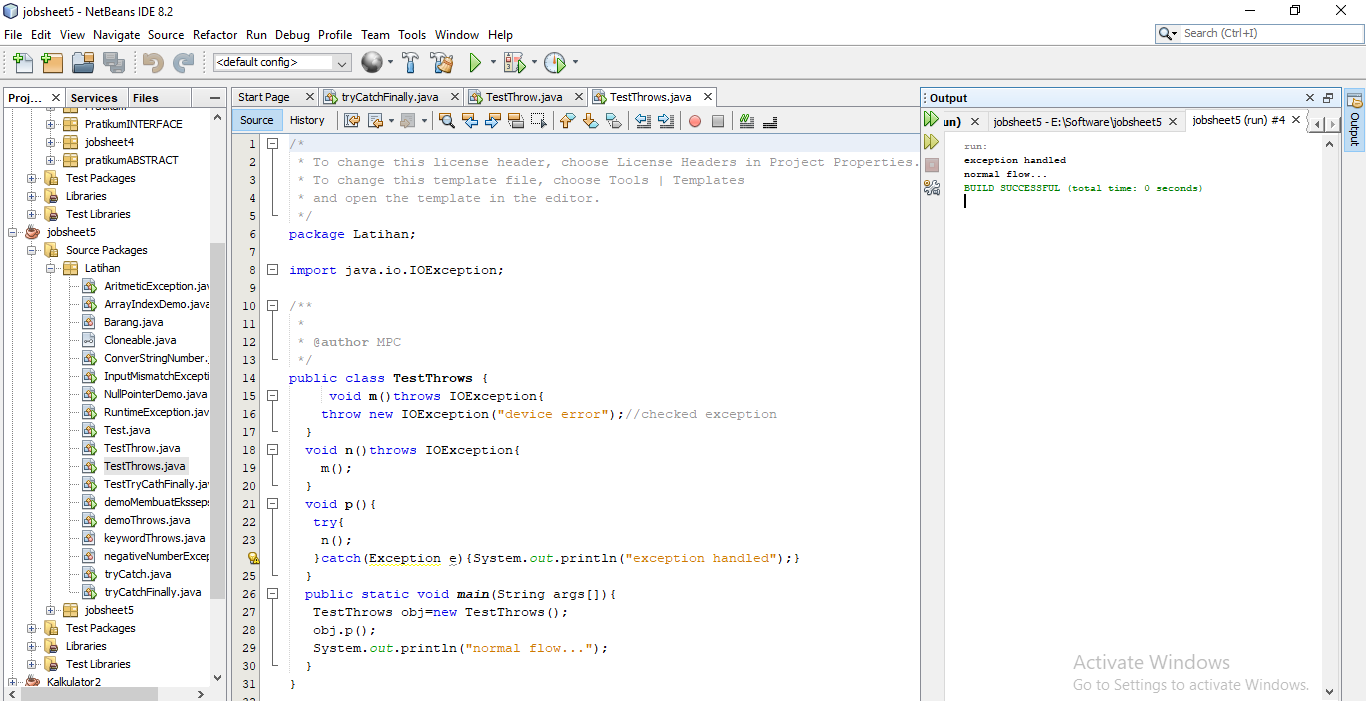 jobsheet5 - NetBeans IDE 8.2
File Edit View Navigate Source Refactor Run Debug Profile Team Tools Window Help
Search (Ctrl+I)
<default config>
Proj... Services Files
PratikumINTERFACE
jobsheet4
pratikumABSTRACT
Test Packages
Libraries
Test Libraries
jobsheet5
Source Packages
Latihan
AritmeticException.jav
ArrayIndexDemo.java
Barang.java
Cloneable.java
ConverStringNumber.
InputMismatchExcepti
NullPointerDemo.java
RuntimeException.jav
Test.java
TestThrow.java
TestThrows.java
TestTryCathFinally.jav
demoMembuatEkssepsi
demoThrows.java
keywordThrows.java
negativeNumberExcep
tryCatch.java
tryCatchFinally.java
jobsheet5
Test Packages
Libraries
Test Libraries
Kalkulator2
Start Page tryCatchFinally.java TestThrow.java TestThrows.java
Source History
1 /*
2 * To change this license header, choose License Headers in Project Properties.
3 * To change this template file, choose Tools | Templates
4 * and open the template in the editor.
5 */
6 package Latihan;
7
8 import java.io.IOException;
9
10 /**
11 *
12 * @author MPC
13 */
14 public class TestThrows {
15 void m()throws IOException{
16 throw new IOException("device error");//checked exception
17 }
18 void n()throws IOException{
19 m();
20 }
21 void p(){
22 try{
23 n();
}catch(Exception e){System.out.println("exception handled");}
25 }
26 public static void main(String args[]){
27 TestThrows obj=new TestThrows();
28 obj.p();
29 System.out.println("normal flow...");
30 }
31 }
Output
un) jobsheet5 - E:\Software\jobsheet5 jobsheet5 (run) #4
run:
exception handled
normal flow...
BUILD SUCCESSFUL (total time: 0 seconds)
Output
Activate Windows
Go to Settings to activate Windows.